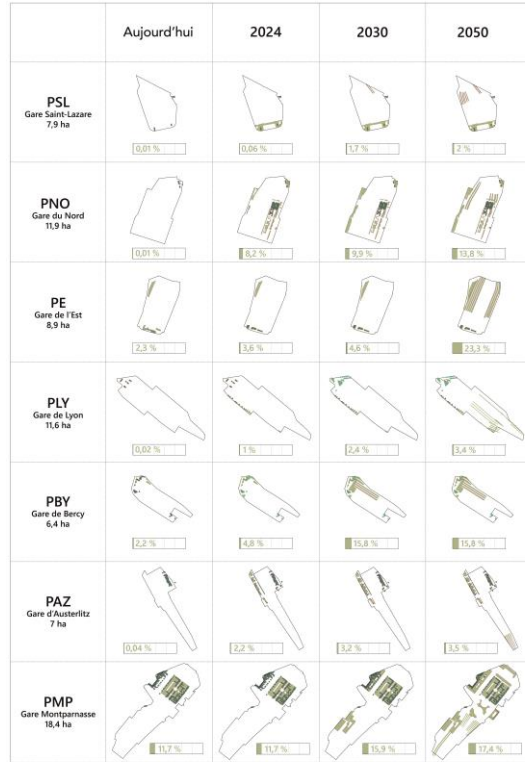 Aujourd'hui 2024 2030 2050
PSL
Gare Saint-Lazare
7,9 ha
0,01 % 0,06 % 1,7 % 2 %
PNO
Gare du Nord
11,9 ha
0,01 % 8,2 % 9,9 % 13,8 %
PE
Gare de l'Est
8,9 ha
2,3 % 3,6 % 4,6 % 23,3 %
PLY
Gare de Lyon
11,6 ha
0,02 % 1 % 2,4 % 3,4 %
PBY
Gare de Bercy
6,4 ha
2,2 % 4,8 % 15,8 % 15,8 %
PAZ
Gare d'Austerlitz
7 ha
0,04 % 2,2 % 3,2 % 3,5 %
PMP
Gare Montparnasse
18,4 ha
11,7 % 11,7 % 15,9 % 17,4 %